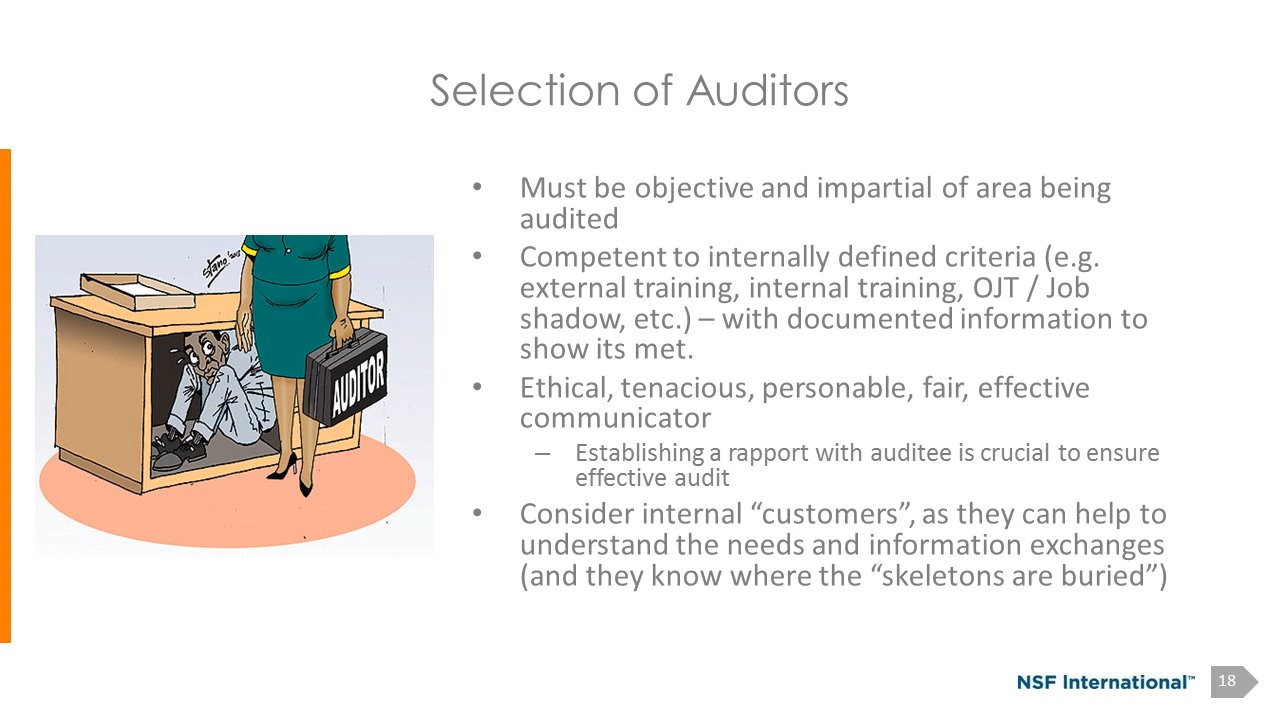 Selection of Auditors
• Must be objective and impartial of area being
audited
• Competent to internally defined criteria (e.g.
external training, internal training, OJT / Job
shadow, etc.) – with documented information to
show its met.
• Ethical, tenacious, personable, fair, effective
communicator
– Establishing a rapport with auditee is crucial to ensure
effective audit
• Consider internal “customers”, as they can help to
understand the needs and information exchanges
(and they know where the “skeletons are buried”)
AUDITOR
NSF International™
18